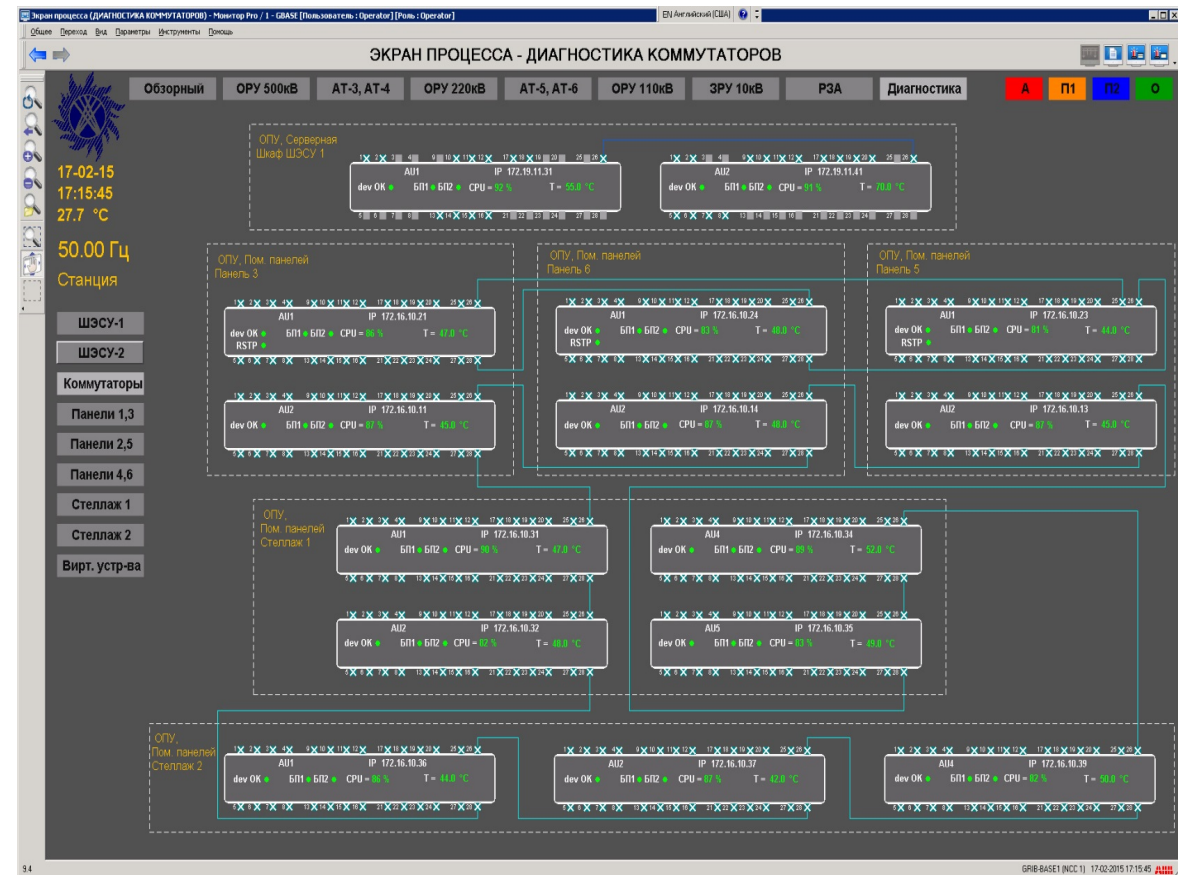 Экран процесса (ДИАГНОСТИКА КОММУТАТОРОВ) - Монитор Pro / 1 - GBASE [Пользователь : Operator] [Роль : Operator]
EN Английский (США)
Общее Переход Вид Параметры Инструменты Помощь
ЭКРАН ПРОЦЕССА - ДИАГНОСТИКА КОММУТАТОРОВ
Обзорный ОРУ 500кВ АТ-3, АТ-4 ОРУ 220кВ АТ-5, АТ-6 ОРУ 110кВ ЗРУ 10кВ РЗА Диагностика А П1 П2 О
17-02-15
17:15:45
27.7 °C
50.00 Гц
Станция
ШЭСУ-1
ШЭСУ-2
Коммутаторы
Панели 1,3
Панели 2,5
Панели 4,6
Стеллаж 1
Стеллаж 2
Вирт. устр-ва
ОПУ, Серверная
Шкаф ШЭСУ 1
AU1 IP 172.19.11.31
dev OK БП1 БП2 CPU = 92 % T = 55.0 °C
AU2 IP 172.19.11.41
dev OK БП1 БП2 CPU = 91 % T = 70.0 °C
ОПУ, Пом. панелей
Панель 3
AU1 IP 172.16.10.21
dev OK БП1 БП2 CPU = 86 % T = 47.0 °C
RSTP
AU2 IP 172.16.10.11
dev OK БП1 БП2 CPU = 87 % T = 45.0 °C
ОПУ, Пом. панелей
Панель 6
AU1 IP 172.16.10.24
dev OK БП1 БП2 CPU = 83 % T = 48.0 °C
RSTP
AU2 IP 172.16.10.14
dev OK БП1 БП2 CPU = 87 % T = 48.0 °C
ОПУ, Пом. панелей
Панель 5
AU1 IP 172.16.10.23
dev OK БП1 БП2 CPU = 81 % T = 44.0 °C
RSTP
AU2 IP 172.16.10.13
dev OK БП1 БП2 CPU = 87 % T = 45.0 °C
ОПУ,
Пом. панелей
Стеллаж 1
AU1 IP 172.16.10.31
dev OK БП1 БП2 CPU = 90 % T = 47.0 °C
AU4 IP 172.16.10.34
dev OK БП1 БП2 CPU = 89 % T = 52.0 °C
AU2 IP 172.16.10.32
dev OK БП1 БП2 CPU = 82 % T = 48.0 °C
AU5 IP 172.16.10.35
dev OK БП1 БП2 CPU = 83 % T = 49.0 °C
ОПУ,
Пом. панелей
Стеллаж 2
AU1 IP 172.16.10.36
dev OK БП1 БП2 CPU = 86 % T = 44.0 °C
AU2 IP 172.16.10.37
dev OK БП1 БП2 CPU = 87 % T = 42.0 °C
AU4 IP 172.16.10.39
dev OK БП1 БП2 CPU = 82 % T = 50.0 °C
9.4
GRIB-BASE1 (NCC 1) 17-02-2015 17:15:45 ABB